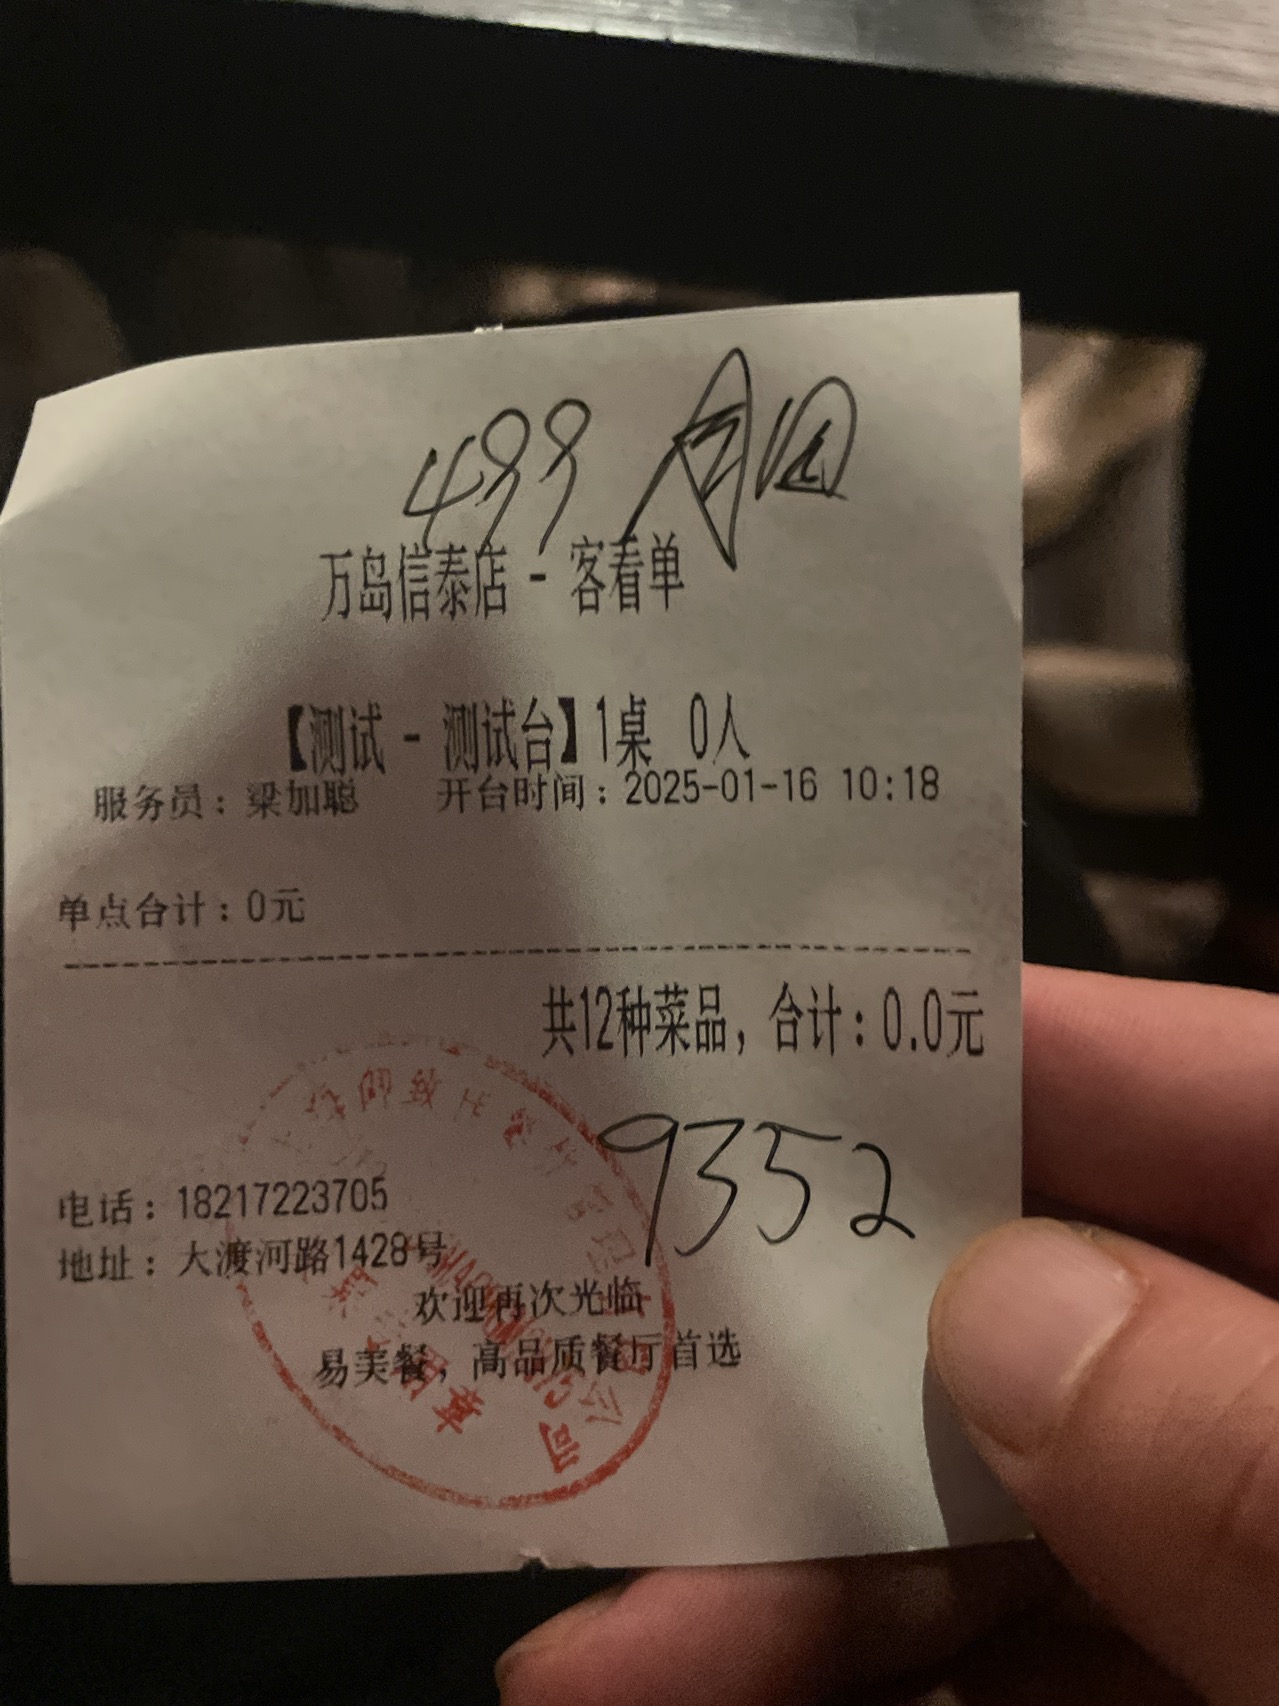 499
万岛信泰店 - 客看单
【测试 - 测试台】1桌 0人
服务员：梁加聪 开台时间：2025-01-16 10:18
单点合计：0元
共12种菜品，合计：0.0元
9352
电话：18217223705
地址：大渡河路1428号
欢迎再次光临
易美餐，高品质餐厅首选
公司